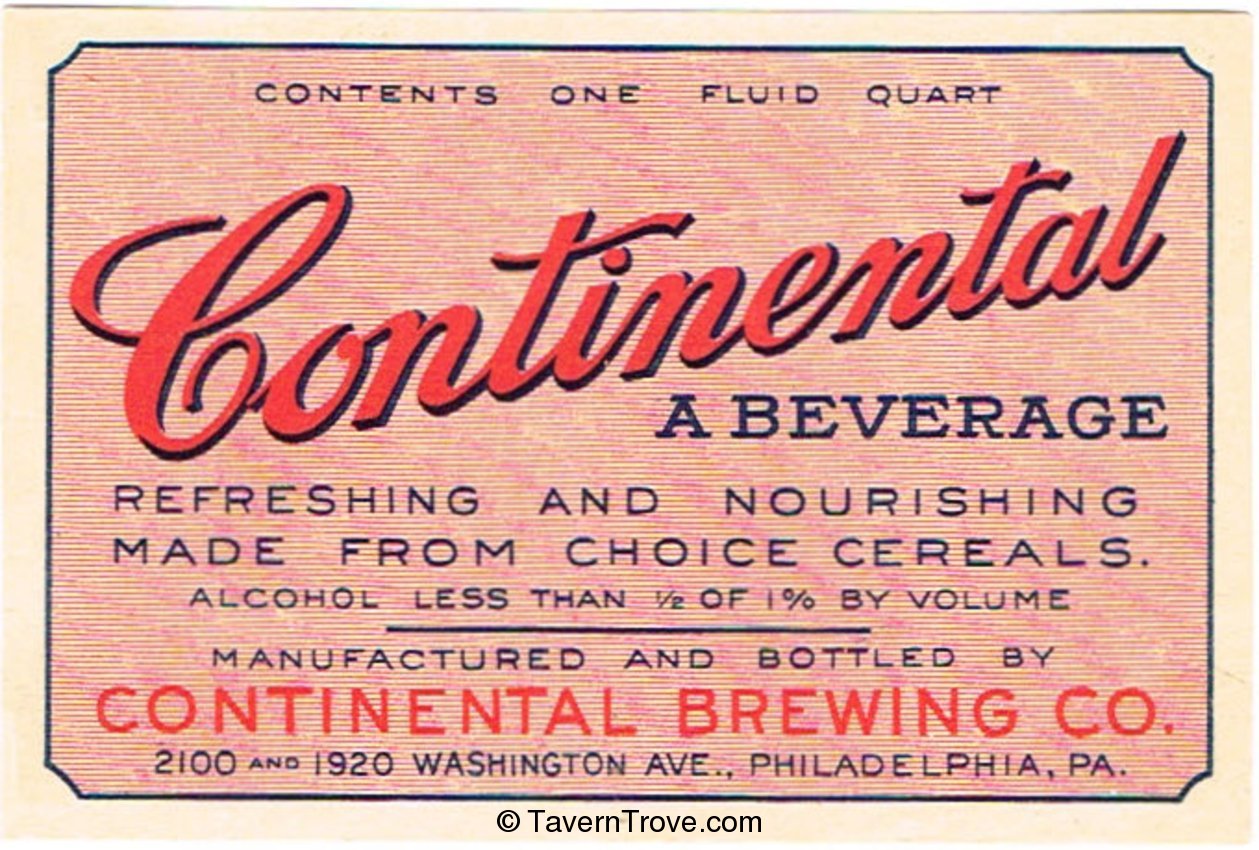 CONTENTS ONE FLUID QUART
Continental
A BEVERAGE
REFRESHING AND NOURISHING
MADE FROM CHOICE CEREALS.
ALCOHOL LESS THAN ½ OF 1% BY VOLUME
MANUFACTURED AND BOTTLED BY
CONTINENTAL BREWING CO.
2100 AND 1920 WASHINGTON AVE., PHILADELPHIA, PA.
© TavernTrove.com